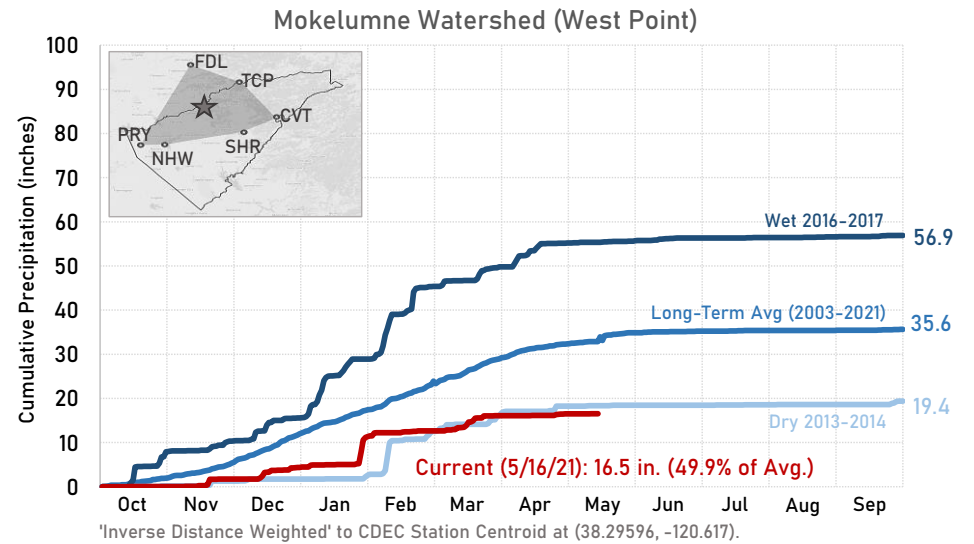 Mokelumne Watershed (West Point)
Cumulative Precipitation (inches)
100
90
80
70
60
50
40
30
20
10
0
FDL
TCP
CVT
PRY
NHW
SHR
Wet 2016-2017
56.9
Long-Term Avg (2003-2021)
35.6
19.4
Dry 2013-2014
Current (5/16/21): 16.5 in. (49.9% of Avg.)
Oct Nov Dec Jan Feb Mar Apr May Jun Jul Aug Sep
'Inverse Distance Weighted' to CDEC Station Centroid at (38.29596, -120.617).